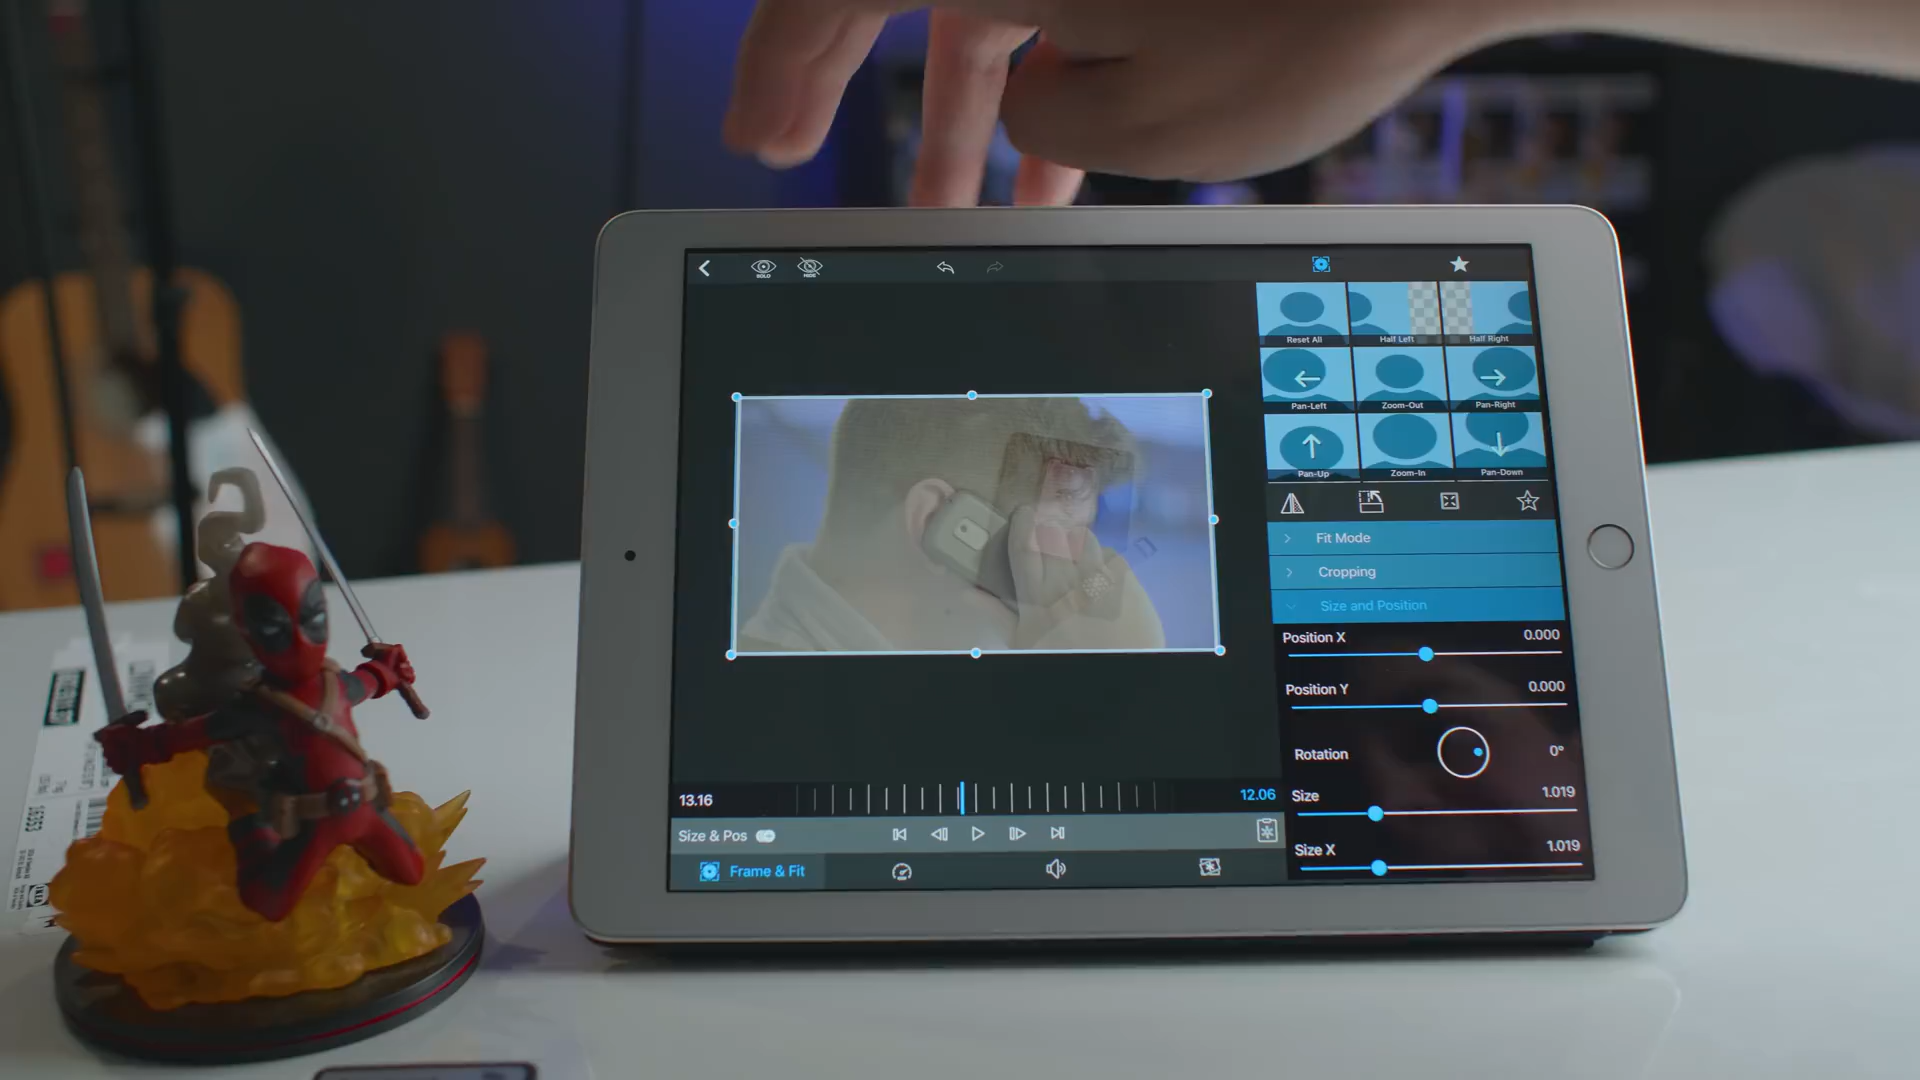 SOLO
HIDE
Reset All
Half Left
Half Right
Pan-Left
Zoom-Out
Pan-Right
Pan-Up
Zoom-In
Pan-Down
Fit Mode
Cropping
Size and Position
Position X 0.000
Position Y 0.000
Rotation 0°
Size 1.019
Size X 1.019
13.16
12.06
Size & Pos
Frame & Fit